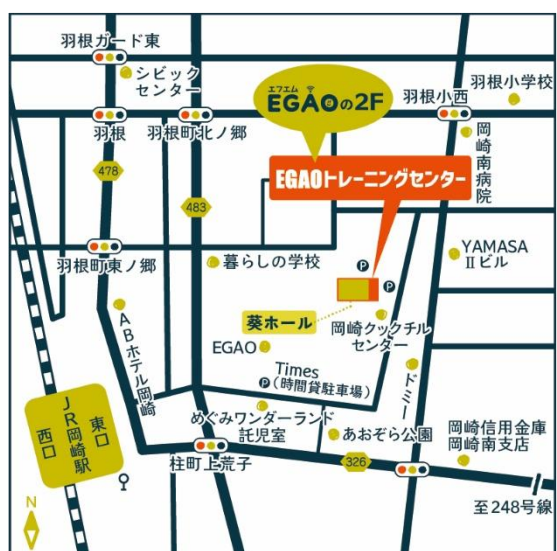 羽根ガード東
シビック
センター
エフエム
EGAOの2F
羽根小学校
羽根小西
羽根
羽根町北ノ郷
岡崎南病院
478
EGAOトレーニングセンター
483
羽根町東ノ郷
暮らしの学校
YAMASA
Ⅱビル
P
P
ABホテル岡崎
葵ホール
岡崎クックチル
センター
EGAO
ドミー
Times
P（時間貸駐車場）
めぐみワンダーランド
託児室
あおぞら公園
東口
JR岡崎駅
西口
岡崎信用金庫
岡崎南支店
柱町上荒子
326
至248号線
N